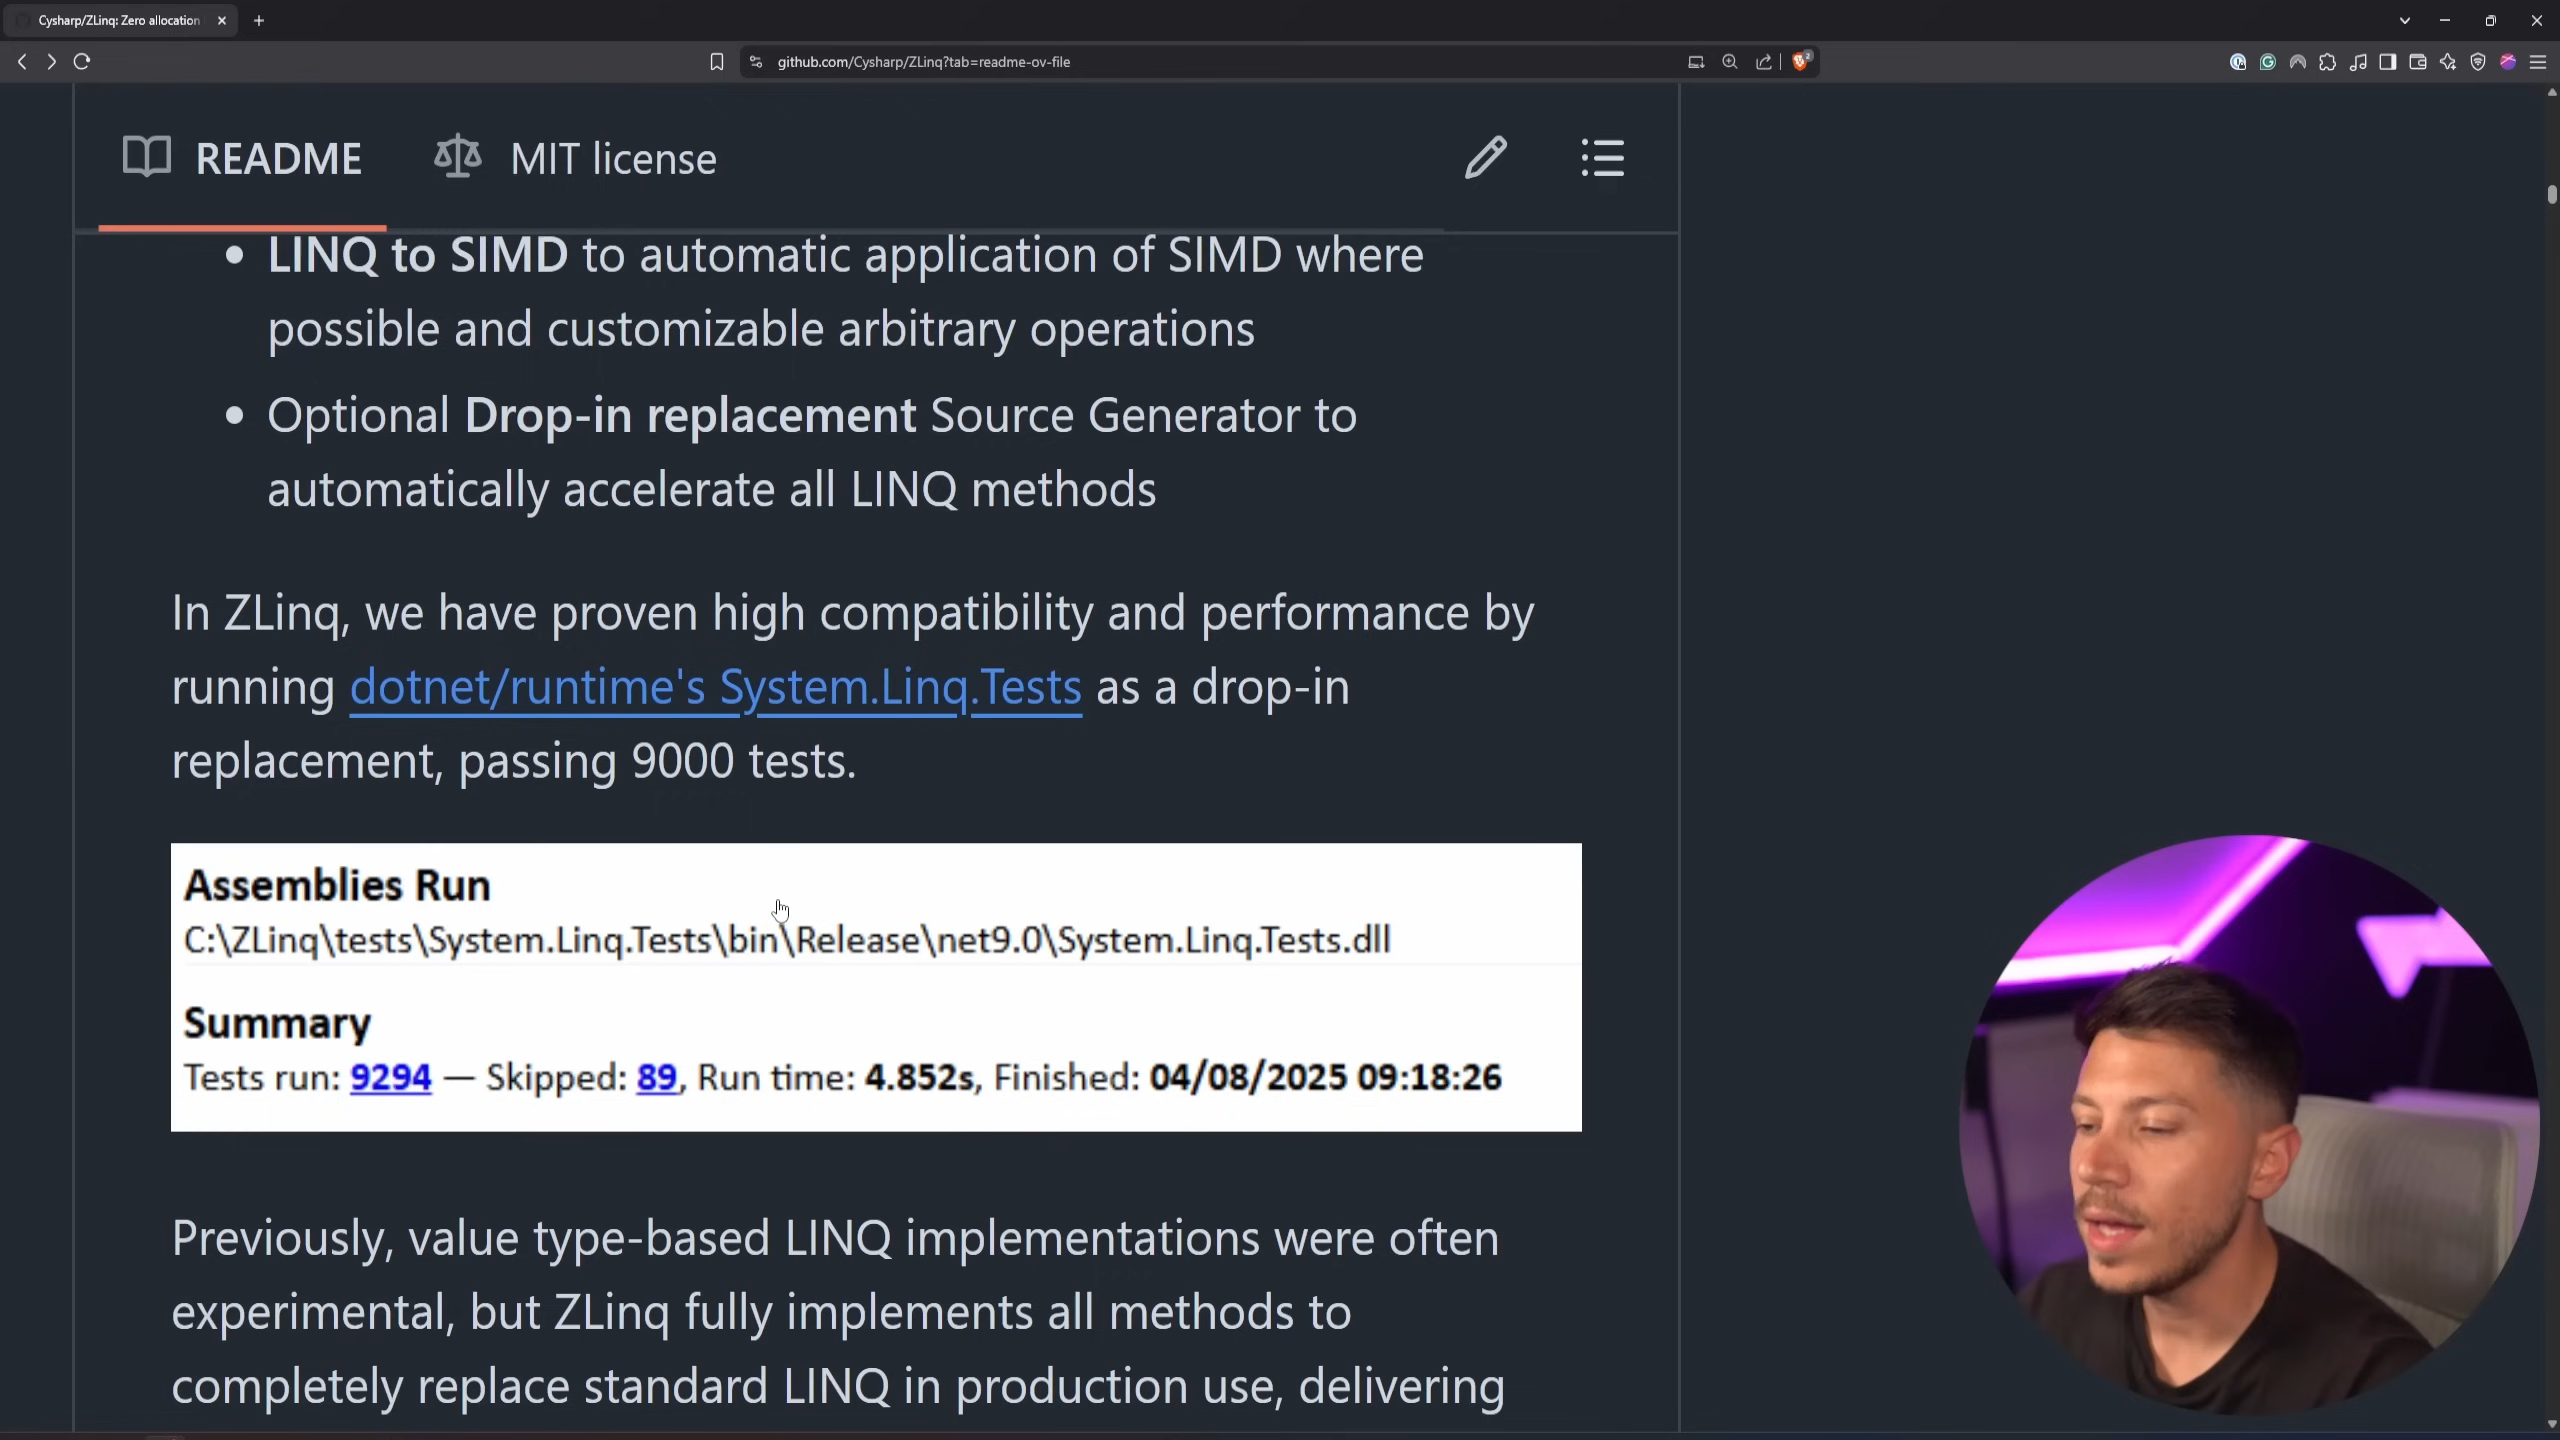 Cysharp/ZLinq: Zero allocation
github.com/Cysharp/ZLinq?tab=readme-ov-file
2
README
MIT license
LINQ to SIMD to automatic application of SIMD where
possible and customizable arbitrary operations
Optional Drop-in replacement Source Generator to
automatically accelerate all LINQ methods
In ZLinq, we have proven high compatibility and performance by
running dotnet/runtime's System.Linq.Tests as a drop-in
replacement, passing 9000 tests.
Assemblies Run
C:\ZLinq\tests\System.Linq.Tests\bin\Release\net9.0\System.Linq.Tests.dll
Summary
Tests run: 9294 — Skipped: 89, Run time: 4.852s, Finished: 04/08/2025 09:18:26
Previously, value type-based LINQ implementations were often
experimental, but ZLinq fully implements all methods to
completely replace standard LINQ in production use, delivering